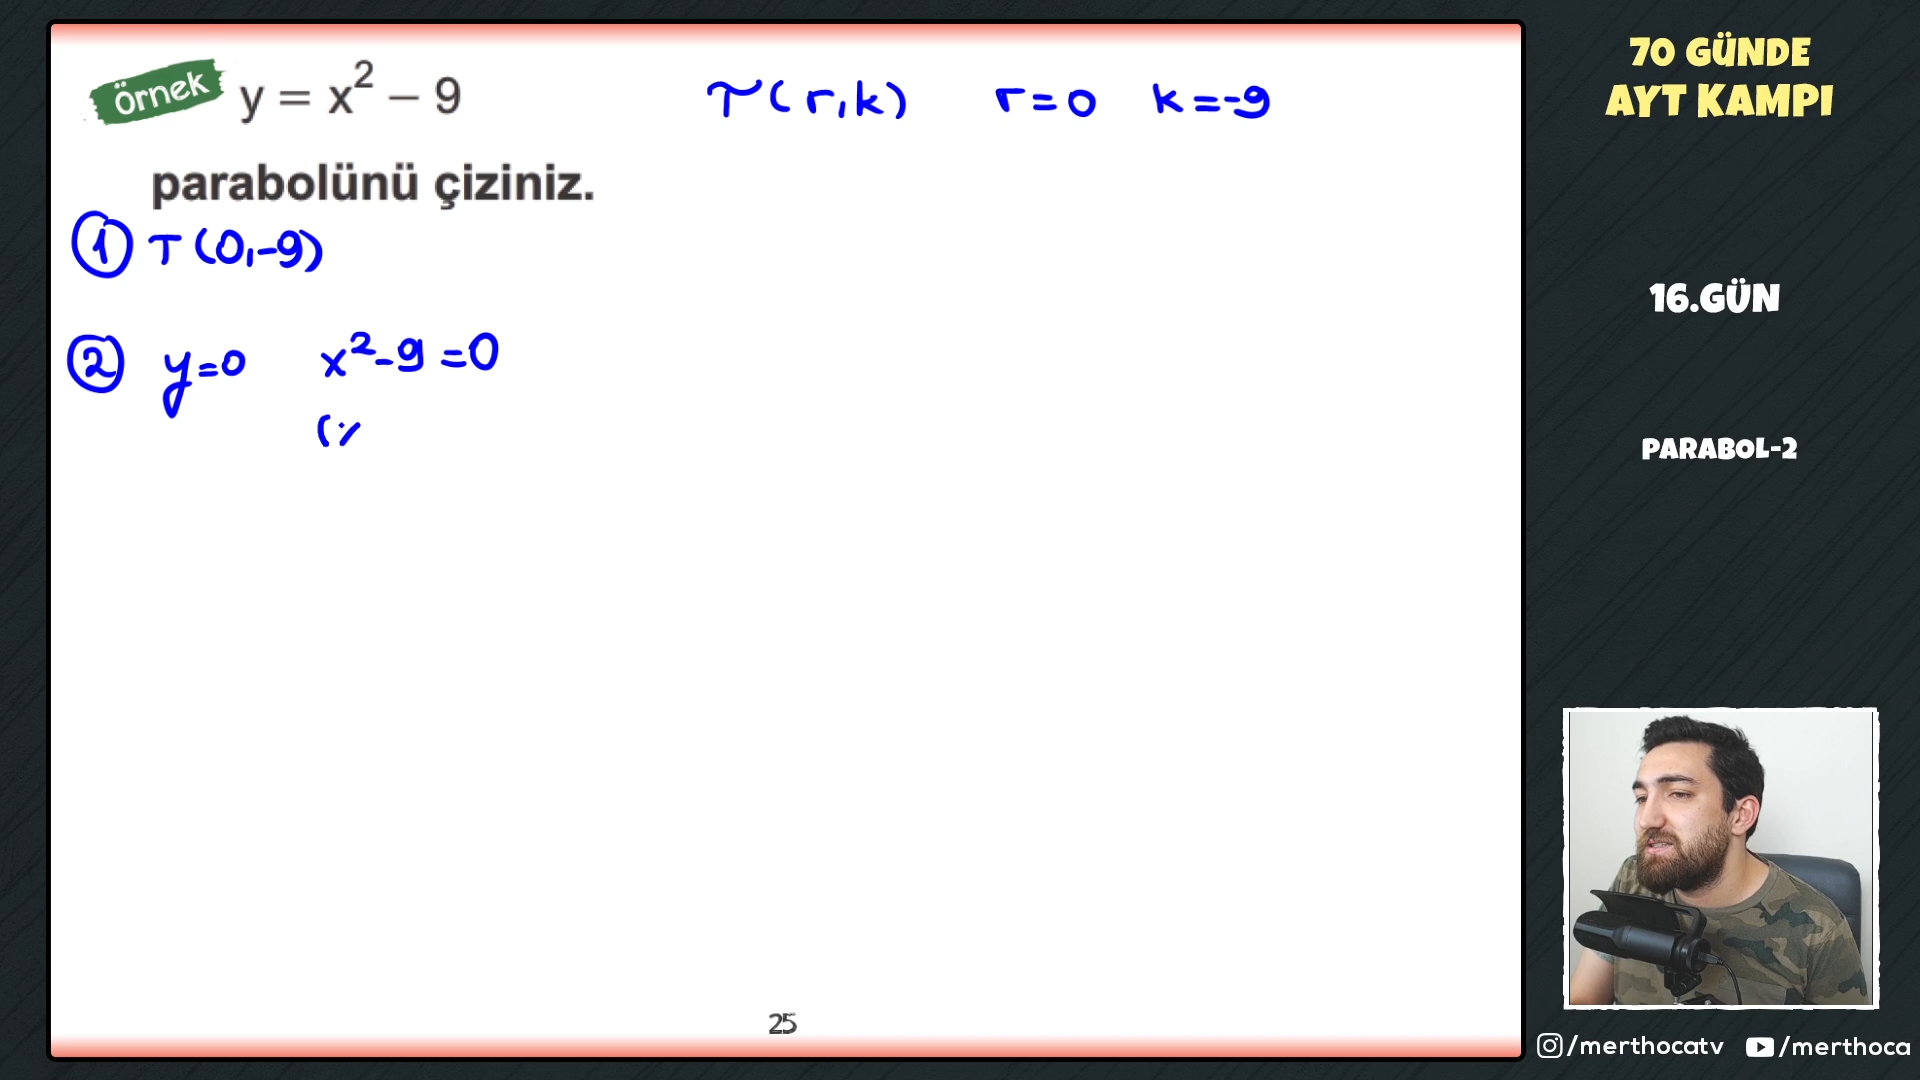 Örnek y = x² – 9
parabolünü çiziniz.
T(r,k) r=0 k=-9
1 T(0,-9)
2 y=0 x²-9=0
(x
25
70 GÜNDE
AYT KAMPI
16.GÜN
PARABOL-2
/merthocatv /merthoca